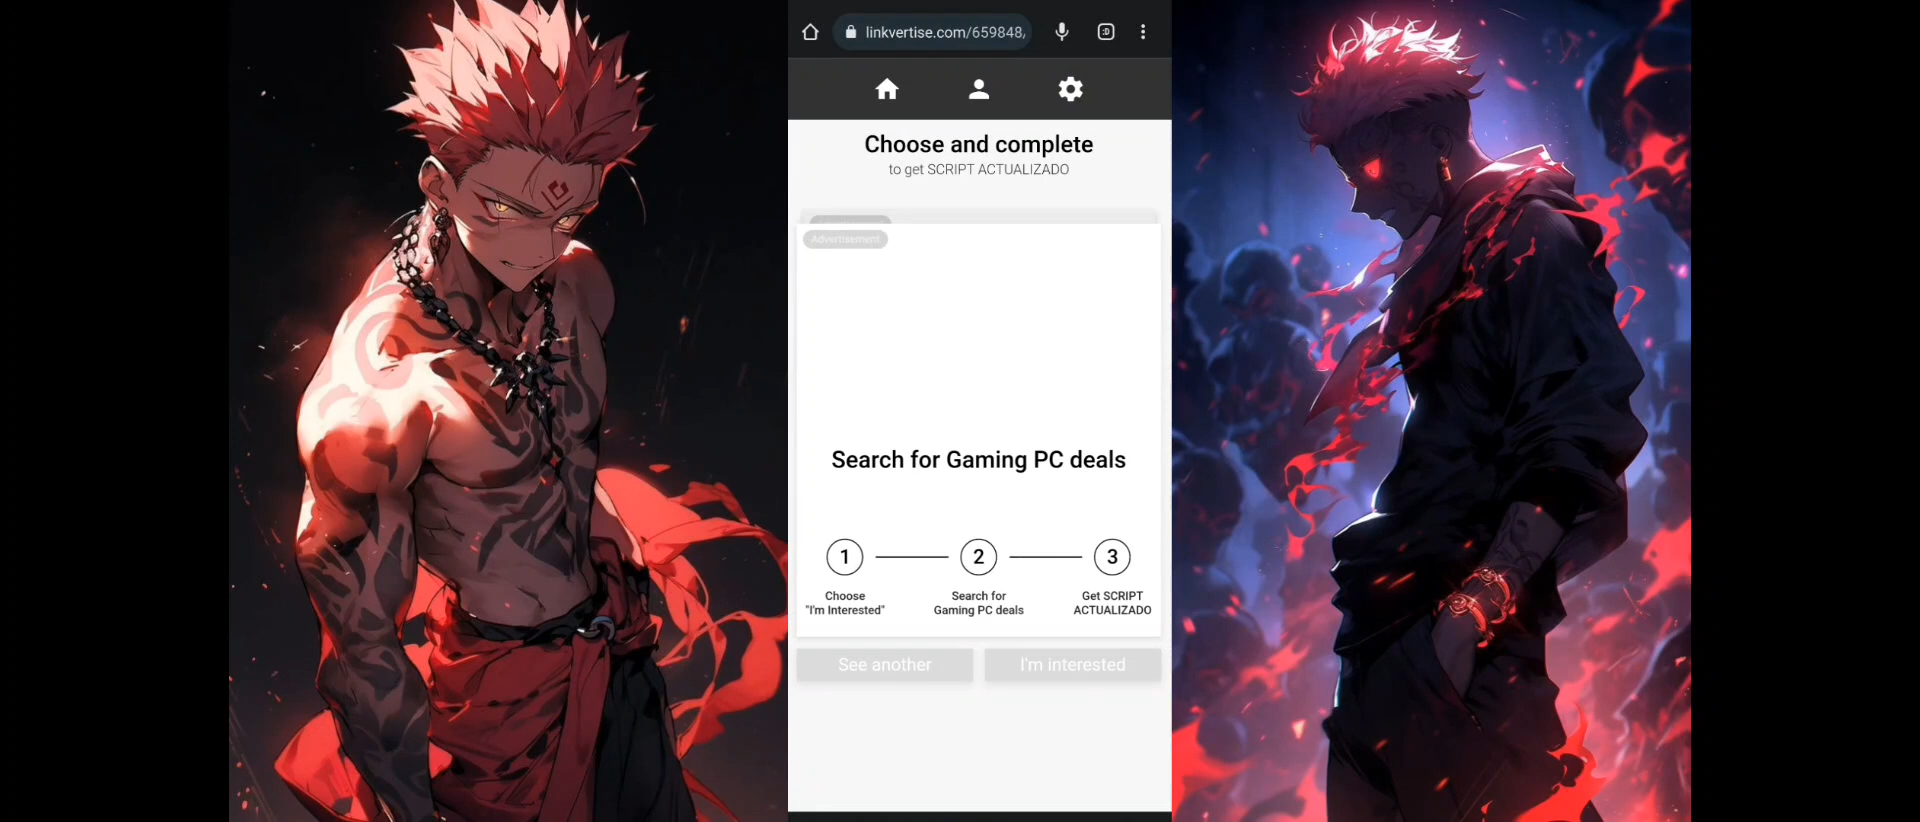 linkvertise.com/659848,
:D
Choose and complete
to get SCRIPT ACTUALIZADO
Advertisement
Search for Gaming PC deals
1
2
3
Choose
"I'm Interested"
Search for
Gaming PC deals
Get SCRIPT
ACTUALIZADO
See another
I'm interested